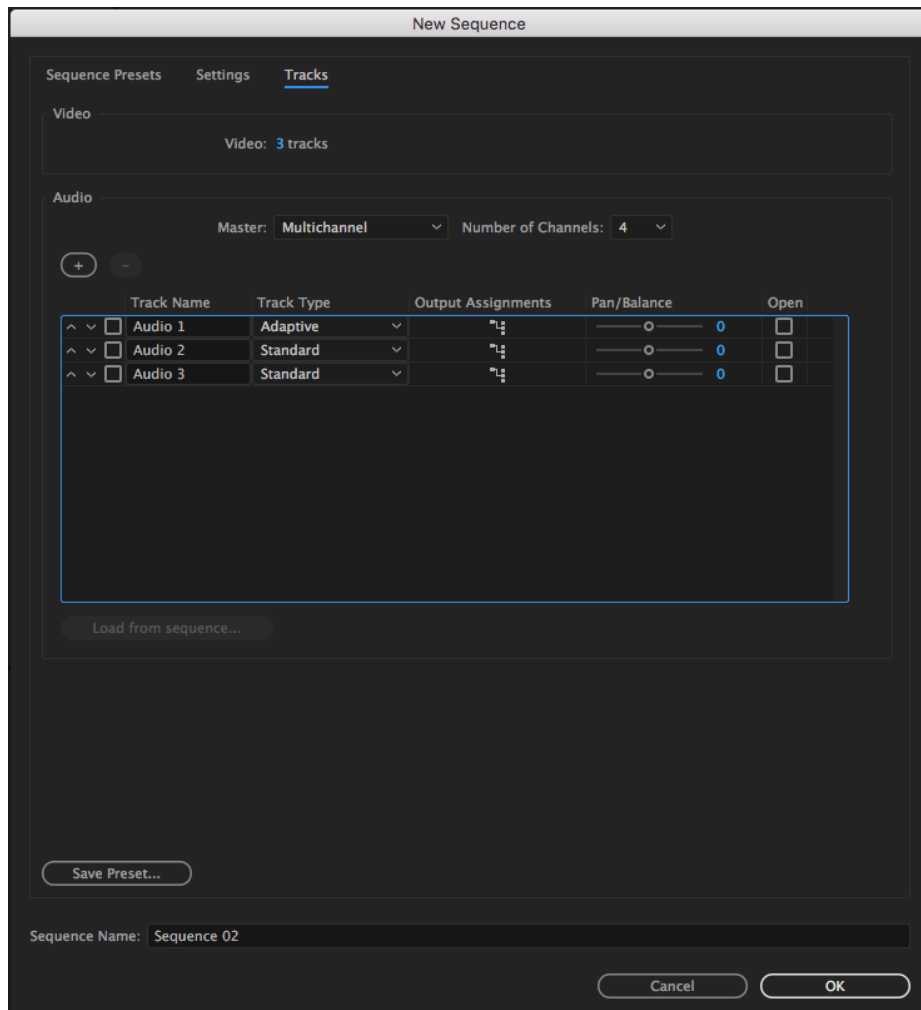 New Sequence
Sequence Presets Settings Tracks
Video
Video: 3 tracks
Audio
Master: Multichannel Number of Channels: 4
+ -
Track Name Track Type Output Assignments Pan/Balance Open
Audio 1 Adaptive 0
Audio 2 Standard 0
Audio 3 Standard 0
Load from sequence...
Save Preset...
Sequence Name: Sequence 02
Cancel OK